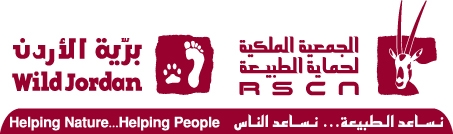 برّية الأردن
Wild Jordan
الجمعية الملكية
لحماية الطبيعة
RSCN
Helping Nature...Helping People
نساعد الطبيعة... نساعد الناس